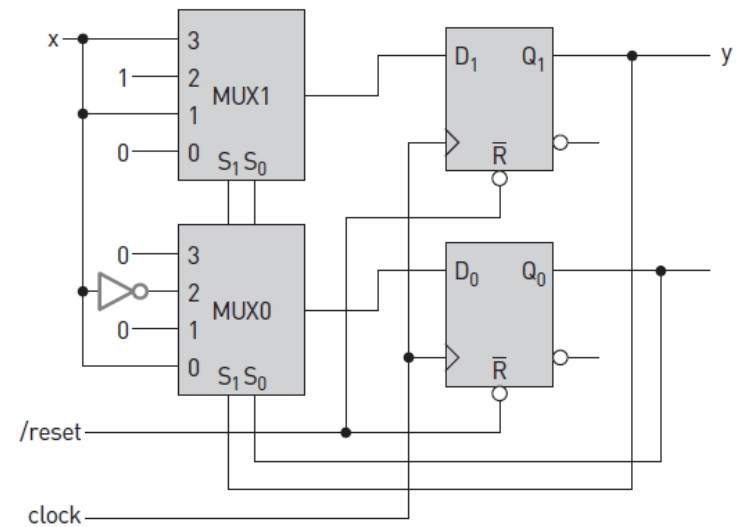 x
3
1
2
MUX1
1
0
0
S₁ S₀
D₁
Q₁
R̅
y
0
3
2
MUX0
0
1
0
S₁ S₀
D₀
Q₀
R̅
/reset
clock